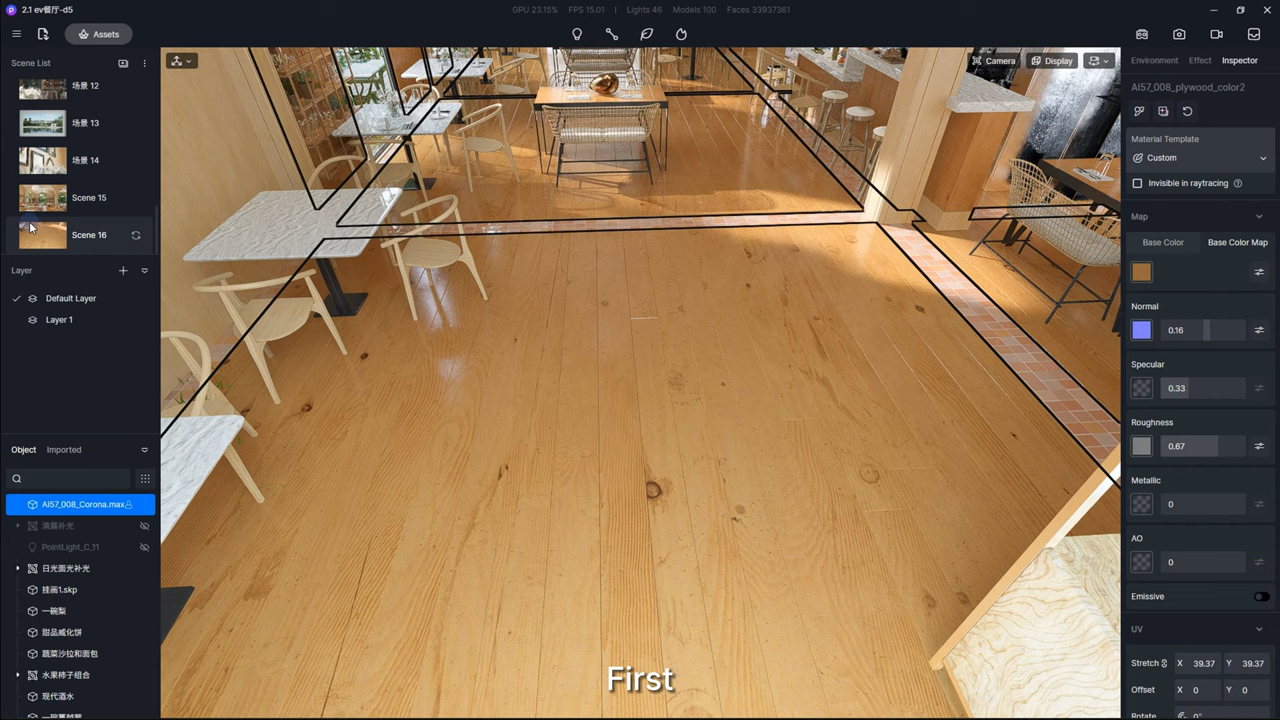 2.1 ev餐厅-d5
GPU 23.15%
FPS 15.01
Lights 46
Models 100
Faces 33937361
Assets
Scene List
场景 12
场景 13
场景 14
Scene 15
Scene 16
Layer
Default Layer
Layer 1
Object
Imported
AI57_008_Corona.max
清晨补光
PointLight_C_11
日光面光补光
挂画1.skp
一碗梨
甜品威化饼
蔬菜沙拉和面包
水果柿子组合
现代酒水
Camera
Display
First
Environment
Effect
Inspector
AI57_008_plywood_color2
Material Template
Custom
Invisible in raytracing
Map
Base Color
Base Color Map
Normal
0.16
Specular
0.33
Roughness
0.67
Metallic
0
AO
0
Emissive
UV
Stretch X 39.37 Y 39.37
Offset X 0 Y 0
Rotate 0°